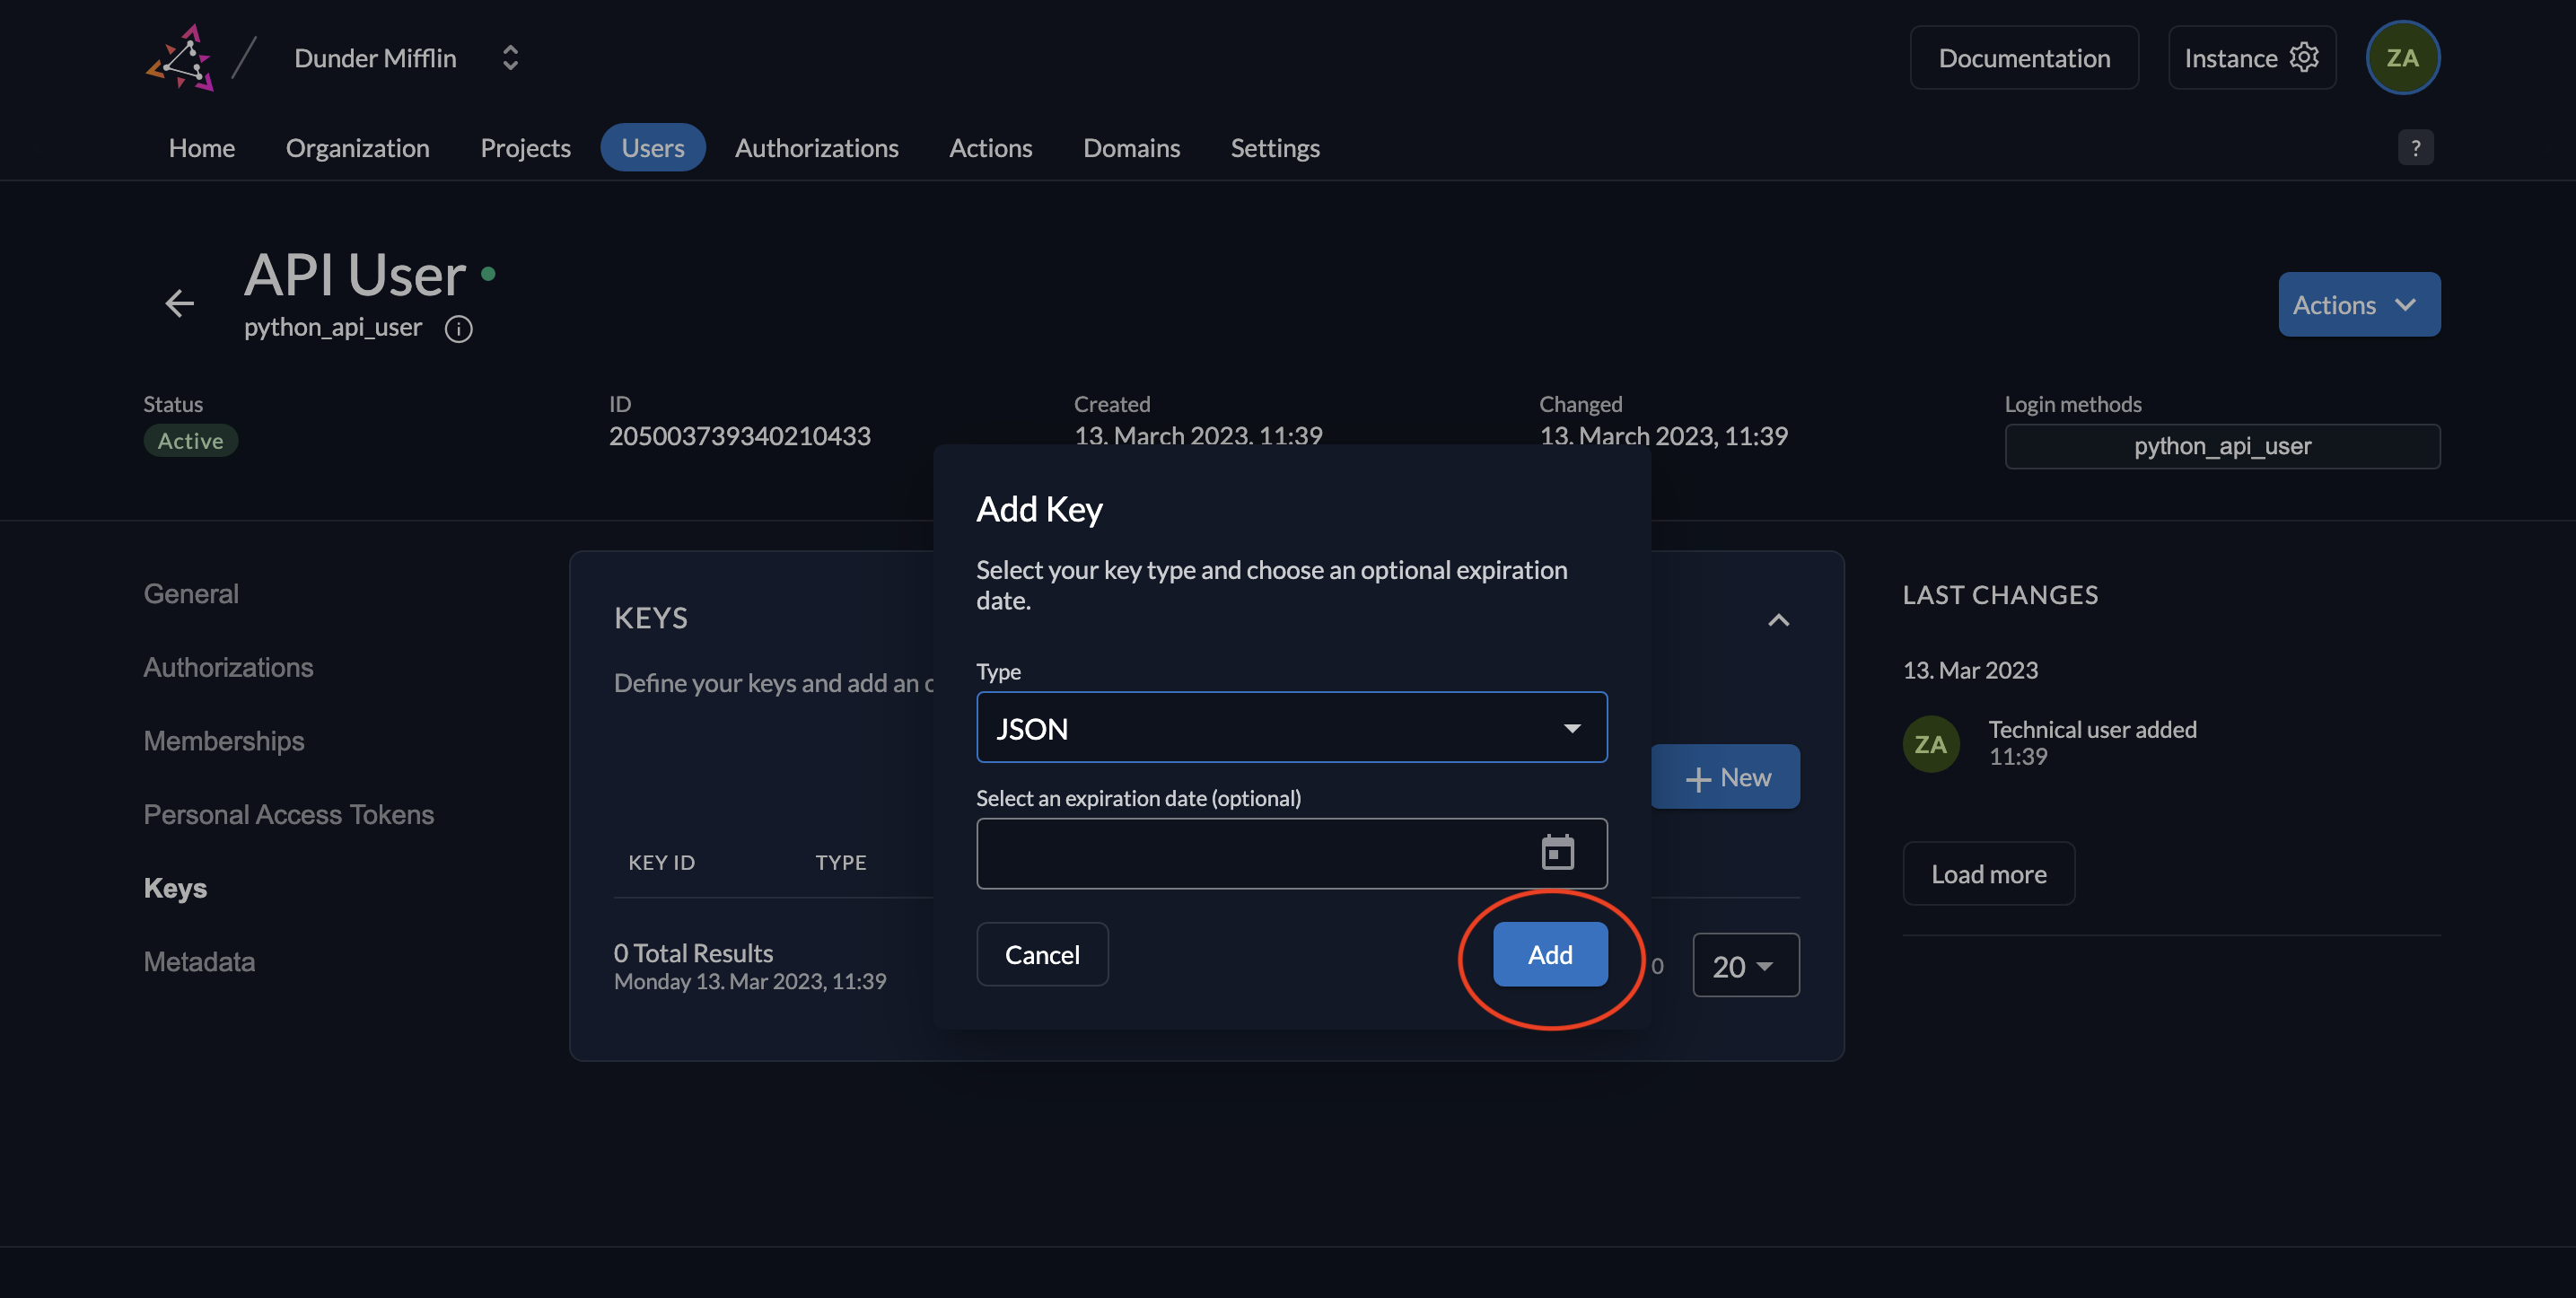 Dunder Mifflin
Documentation
Instance
ZA
Home
Organization
Projects
Users
Authorizations
Actions
Domains
Settings
?
API User
python_api_user
Actions
Status
Active
ID
205003739340210433
Created
13. March 2023, 11:39
Changed
13. March 2023, 11:39
Login methods
python_api_user
General
Authorizations
Memberships
Personal Access Tokens
Keys
Metadata
KEYS
Define your keys and add an
New
KEY ID
TYPE
0 Total Results
Monday 13. Mar 2023, 11:39
0
20
Add Key
Select your key type and choose an optional expiration
date.
Type
JSON
Select an expiration date (optional)
Cancel
Add
LAST CHANGES
13. Mar 2023
ZA
Technical user added
11:39
Load more